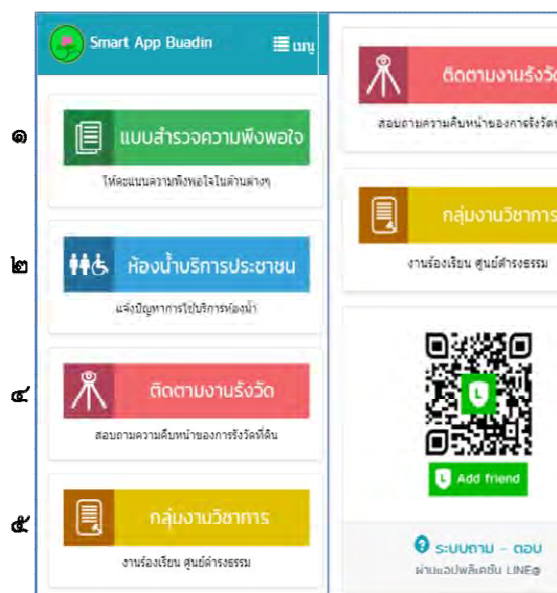 Smart App Buadin
เมนู
๑
แบบสำรวจความพึงพอใจ
ให้คะแนนความพึงพอใจในด้านต่างๆ
๒
ห้องน้ำบริการประชาชน
แจ้งปัญหาการใช้บริการห้องน้ำ
๔
ติดตามงานรังวัด
สอบถามความคืบหน้าของการรังวัดที่ดิน
๕
กลุ่มงานวิชาการ
งานร้องเรียน ศูนย์ดำรงธรรม
ติดตามงานรังวัด
สอบถามความคืบหน้าของการรังวัด
กลุ่มงานวิชาการ
งานร้องเรียน ศูนย์ดำรงธรรม
L
L Add friend
? ระบบถาม - ตอบ
ผ่านแอปพลิเคชัน LINE@